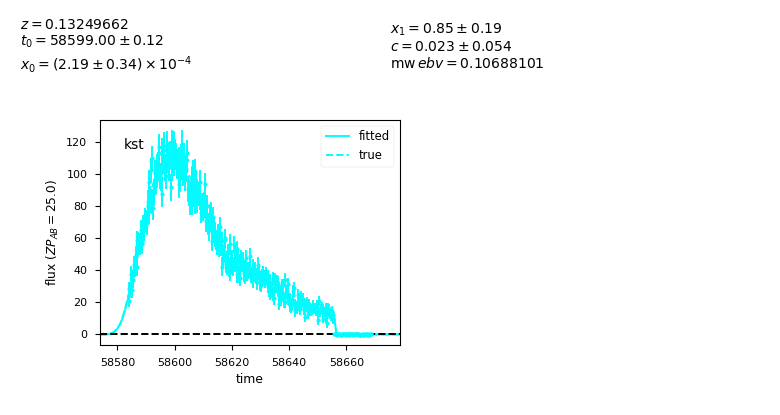 z = 0.13249662
t₀ = 58599.00 ± 0.12
x₀ = (2.19 ± 0.34) × 10⁻⁴
x₁ = 0.85 ± 0.19
c = 0.023 ± 0.054
mw ebv = 0.10688101
kst
fitted
true
120
100
80
60
40
20
0
flux (ZP_AB = 25.0)
58580 58600 58620 58640 58660
time